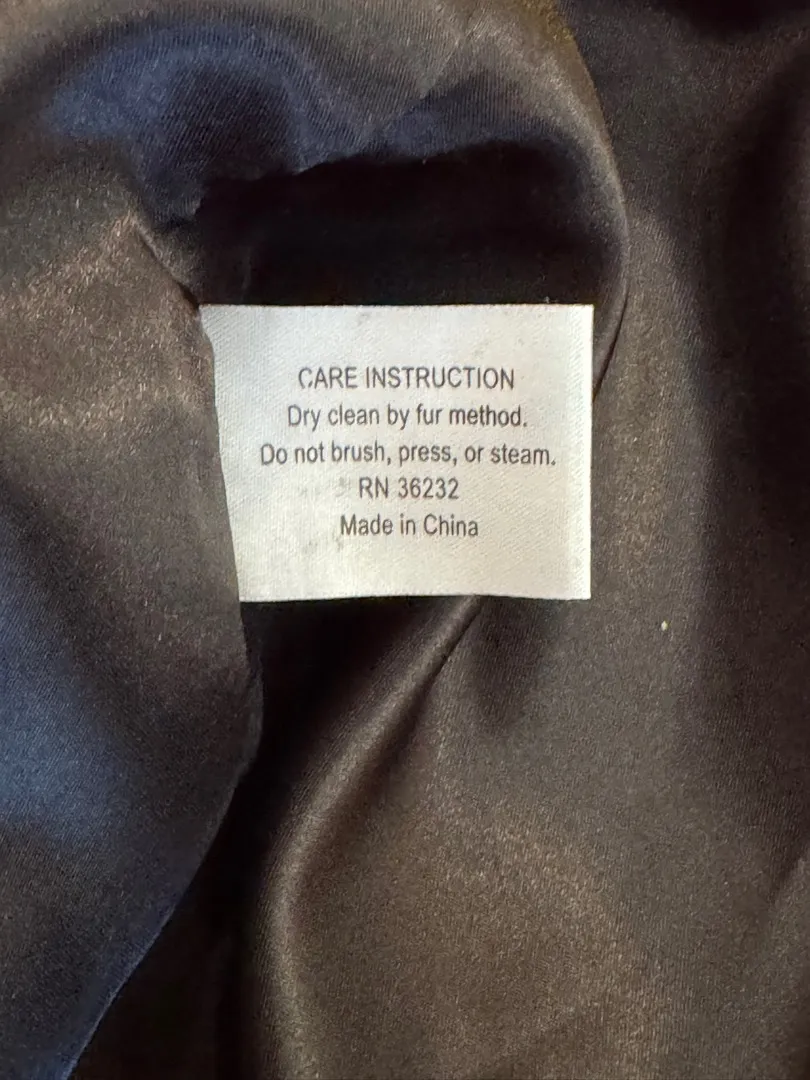 CARE INSTRUCTION
Dry clean by fur method.
Do not brush, press, or steam.
RN 36232
Made in China